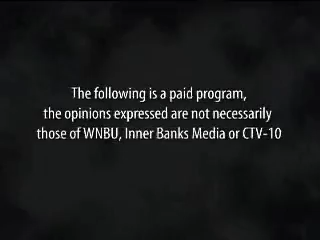 The following is a paid program,
the opinions expressed are not necessarily
those of WNBU, Inner Banks Media or CTV-10